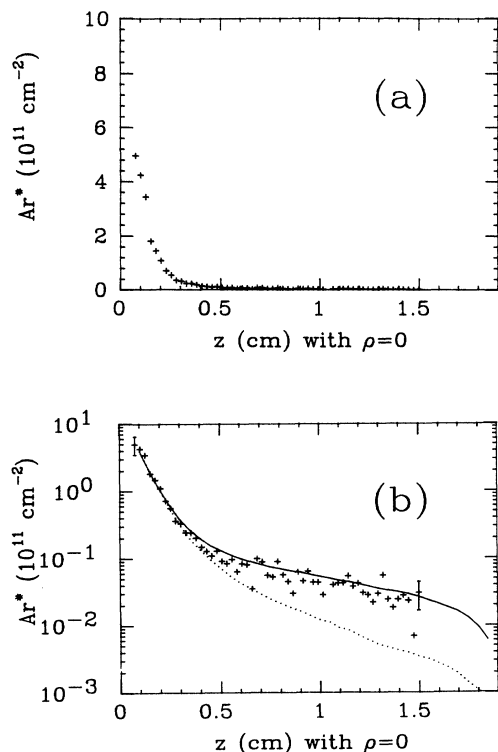 10
8
(a)
6
4
2
0
Ar* (10¹¹ cm⁻²)
0 0.5 1 1.5
z (cm) with ρ=0
10¹
10⁰
(b)
10⁻¹
10⁻²
10⁻³
Ar* (10¹¹ cm⁻²)
0 0.5 1 1.5
z (cm) with ρ=0